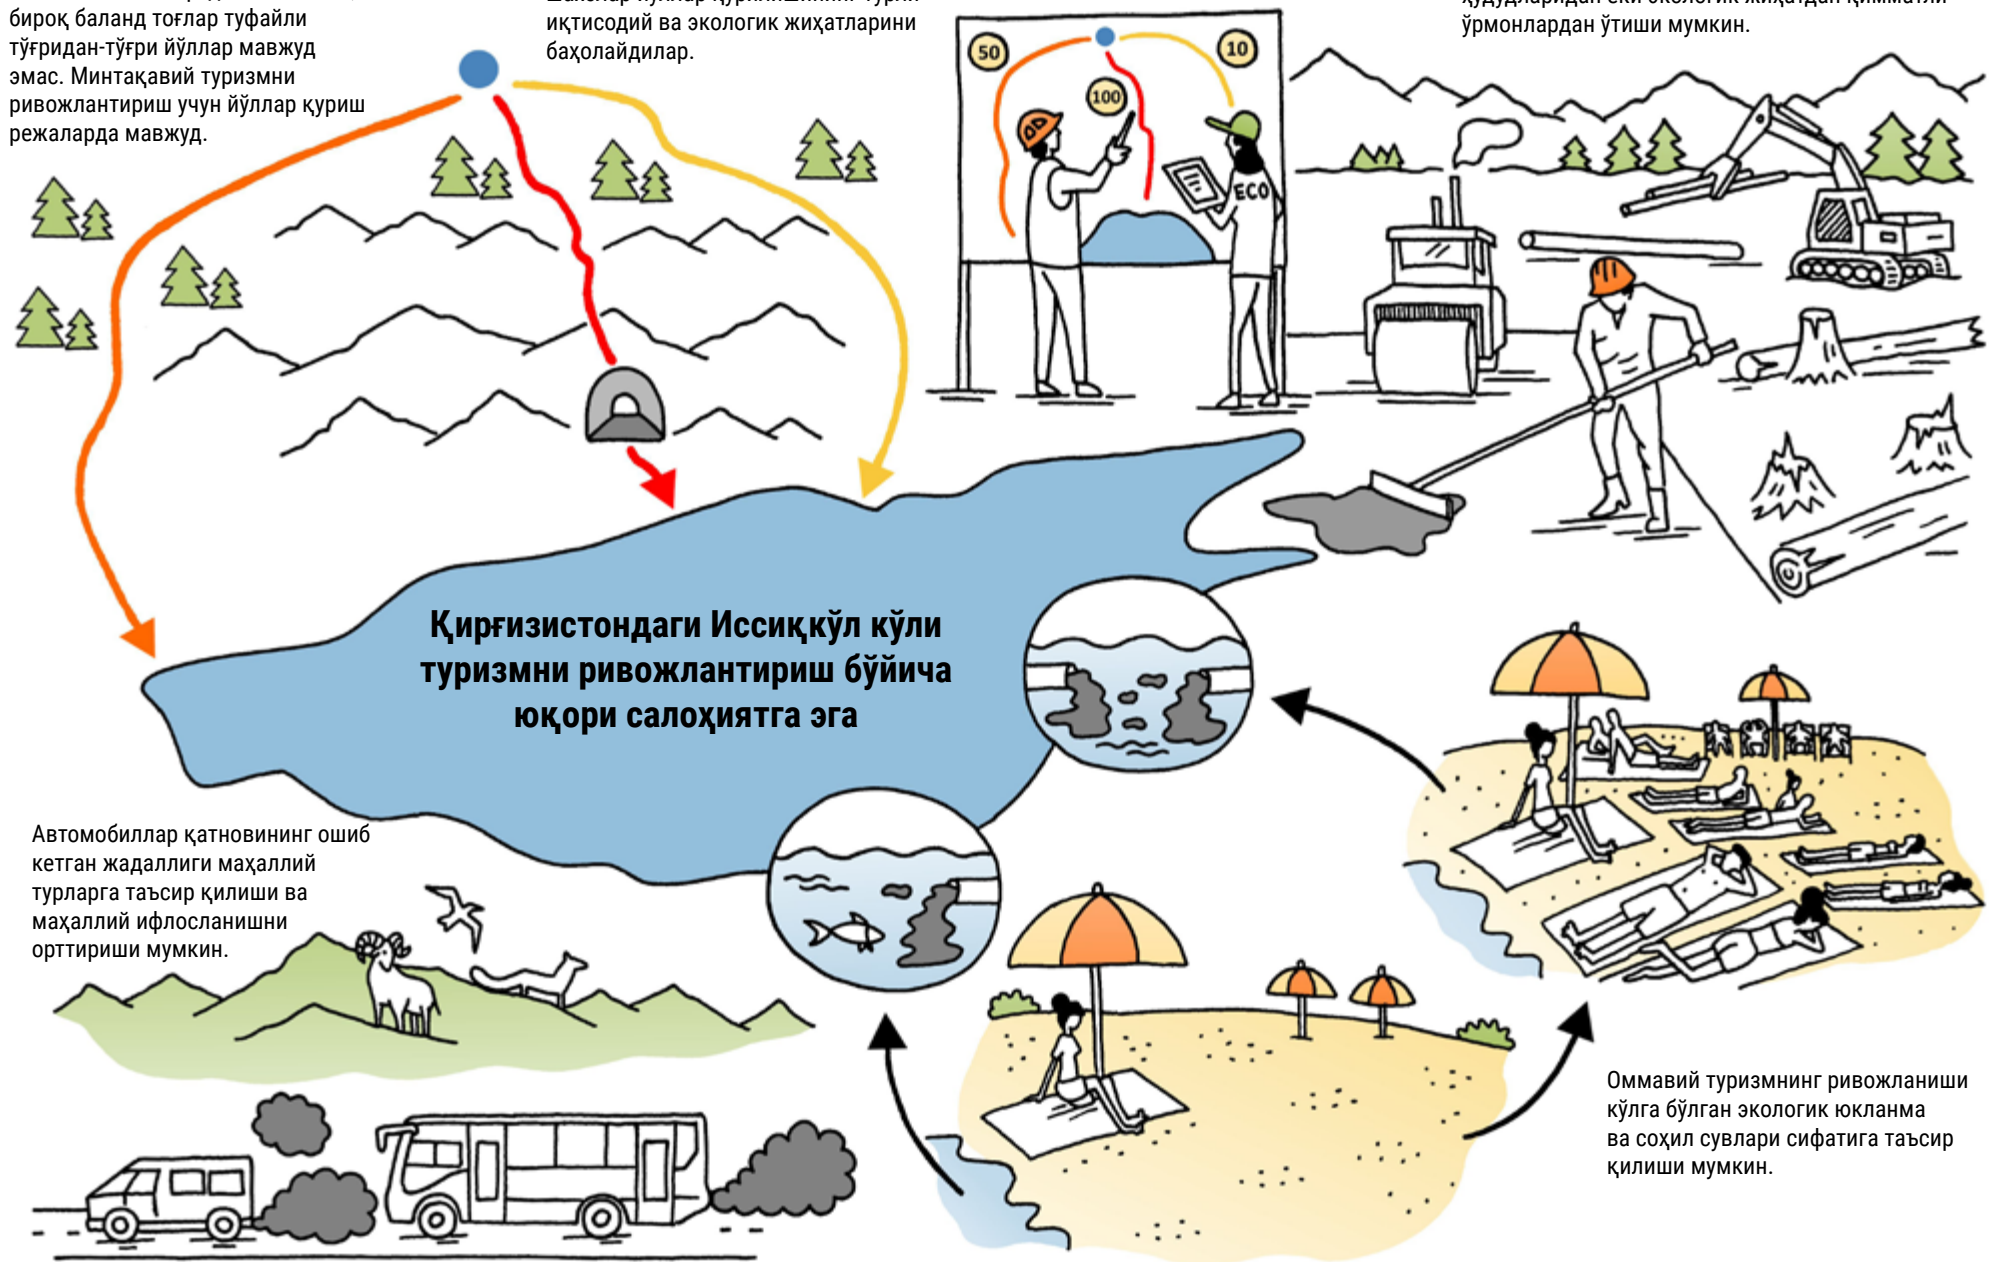 бироқ баланд тоғлар туфайли
тўғридан-тўғри йўллар мавжуд
эмас. Минтақавий туризмни
ривожлантириш учун йўллар қуриш
режаларда мавжуд.
иқтисодий ва экологик жиҳатларини
баҳолайдилар.
ўрмонлардан ўтиши мумкин.
50
10
100
ECO
Қирғизистондаги Иссиқкўл кўли
туризмни ривожлантириш бўйича
юқори салоҳиятга эга
Автомобиллар қатновининг ошиб
кетган жадаллиги маҳаллий
турларга таъсир қилиши ва
маҳаллий ифлосланишни
орттириши мумкин.
Оммавий туризмнинг ривожланиши
кўлга бўлган экологик юкланма
ва соҳил сувлари сифатига таъсир
қилиши мумкин.